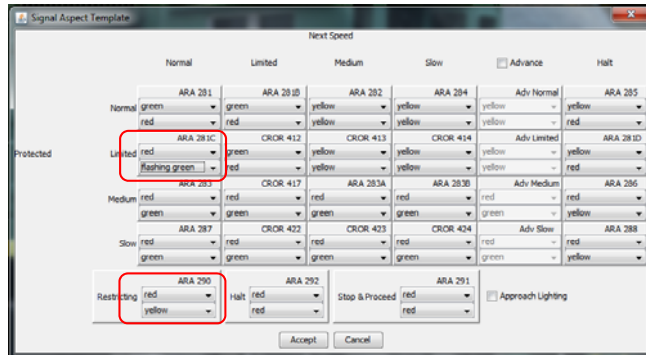 Signal Aspect Template
Next Speed
Normal Limited Medium Slow Advance Halt
ARA 281 ARA 281B ARA 282 ARA 284 Adv Normal ARA 285
Normal green green yellow yellow yellow yellow
red red yellow yellow yellow red
ARA 281C CROR 412 CROR 413 CROR 414 Adv Limited ARA 281D
Protected Limited red green yellow yellow yellow yellow
flashing green red yellow yellow yellow red
ARA 283 CROR 417 ARA 283A ARA 283B Adv Medium ARA 286
Medium red red red red red red
green green green green green yellow
ARA 287 CROR 422 CROR 423 CROR 424 Adv Slow ARA 288
Slow red red red red red red
green green green green green yellow
ARA 290 ARA 292 ARA 291
Restricting red Halt red Stop & Proceed red Approach Lighting
yellow red red
Accept Cancel